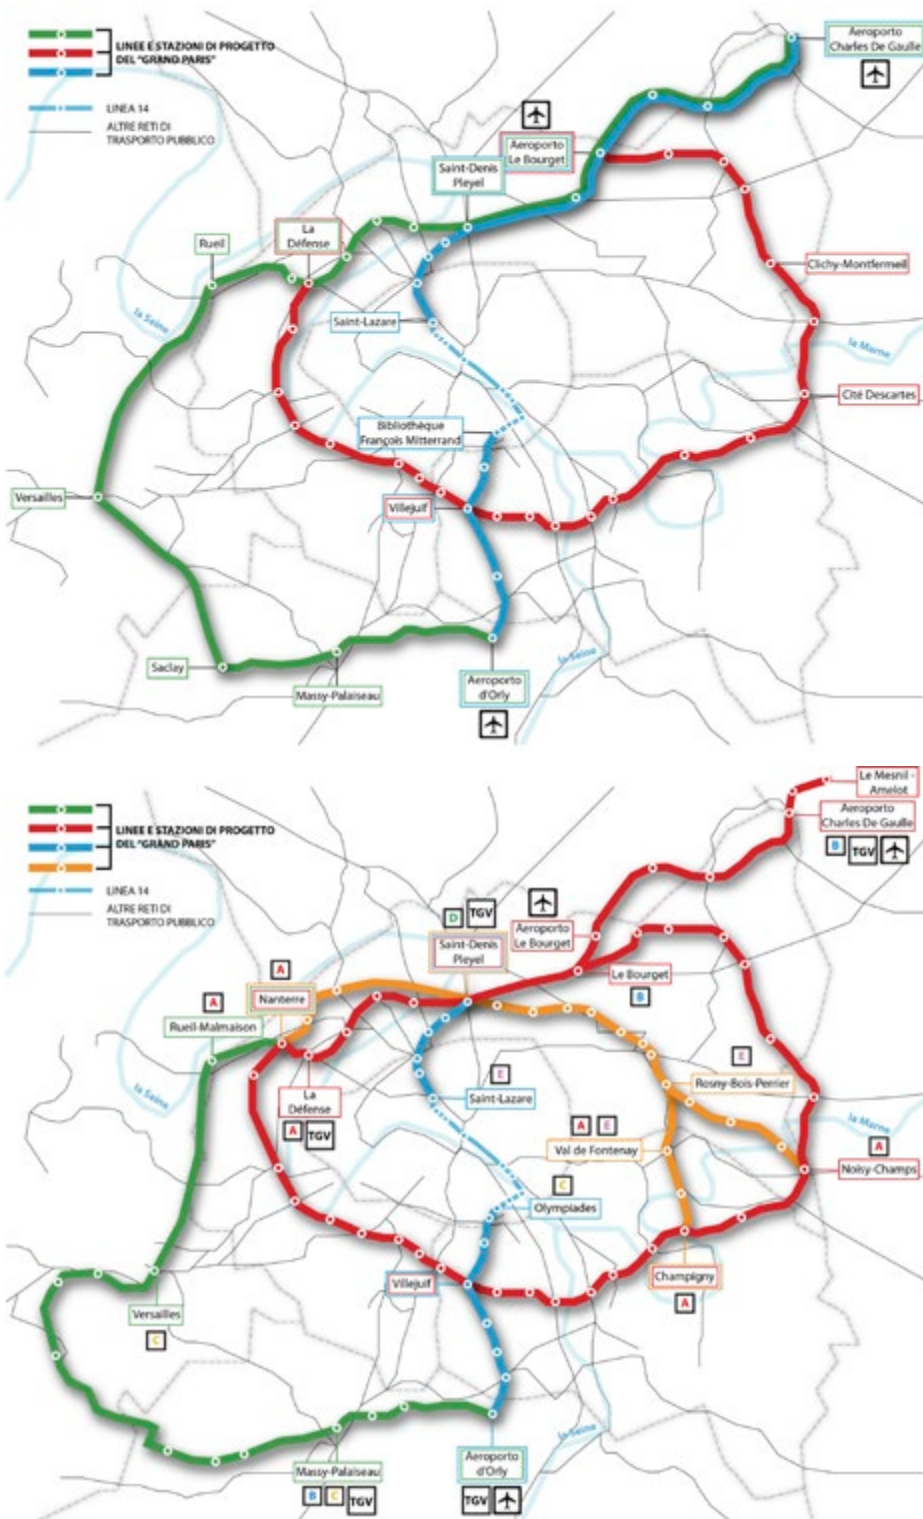 LINEE E STAZIONI DI PROGETTO
DEL "GRAND PARIS"
LINEA 14
ALTRE RETI DI
TRASPORTO PUBBLICO
Aeroporto
Charles De Gaulle
Aeroporto
Le Bourget
Saint-Denis
Pleyel
La
Défense
Rueil
Clichy-Montfermeil
la Seine
Saint-Lazare
la Marne
Cité Descartes
Bibliothèque
François Mitterrand
Versailles
Villejuif
Saclay
la Seine
Massy-Palaiseau
Aeroporto
d'Orly
Le Mesnil -
Amelot
LINEE E STAZIONI DI PROGETTO
DEL "GRAND PARIS"
Aeroporto
Charles De Gaulle
B TGV
LINEA 14
ALTRE RETI DI
TRASPORTO PUBBLICO
D TGV
Saint-Denis
Pleyel
Aeroporto
Le Bourget
A
Nanterre
Le Bourget
B
A
Rueil-Malmaison
la Seine
La
Défense
A TGV
E
Saint-Lazare
E
Rosny-Bois-Perrier
la Marne
A E
Val de Fontenay
A
Noisy-Champs
C
Olympiades
Villejuif
Champigny
A
Versailles
C
la Seine
Massy-Palaiseau
B C TGV
Aeroporto
d'Orly
TGV